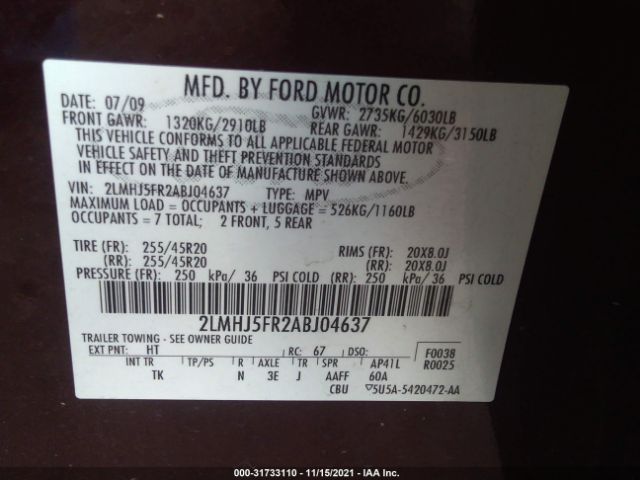 MFD. BY FORD MOTOR CO.
DATE: 07/09 GVWR: 2735KG/6030LB
FRONT GAWR: 1320KG/2910LB REAR GAWR: 1429KG/3150LB
THIS VEHICLE CONFORMS TO ALL APPLICABLE FEDERAL MOTOR
VEHICLE SAFETY AND THEFT PREVENTION STANDARDS
IN EFFECT ON THE DATE OF MANUFACTURE SHOWN ABOVE.
VIN: 2LMHJ5FR2ABJ04637 TYPE: MPV
MAXIMUM LOAD = OCCUPANTS + LUGGAGE = 526KG/1160LB
OCCUPANTS = 7 TOTAL; 2 FRONT, 5 REAR
TIRE (FR): 255/45R20 RIMS (FR): 20X8.0J
(RR): 255/45R20 (RR): 20X8.0J
PRESSURE (FR): 250 kPa/ 36 PSI COLD (RR): 250 kPa/ 36 PSI COLD
2LMHJ5FR2ABJ04637
TRAILER TOWING - SEE OWNER GUIDE
EXT PNT: HT RC: 67 DSO: F0038
INT TR TP/PS R AXLE TR SPR AP41L R0025
TK N 3E J AAFF 60A
CBU 5U5A-5420472-AA
000-31733110 - 11/15/2021 - IAA Inc.